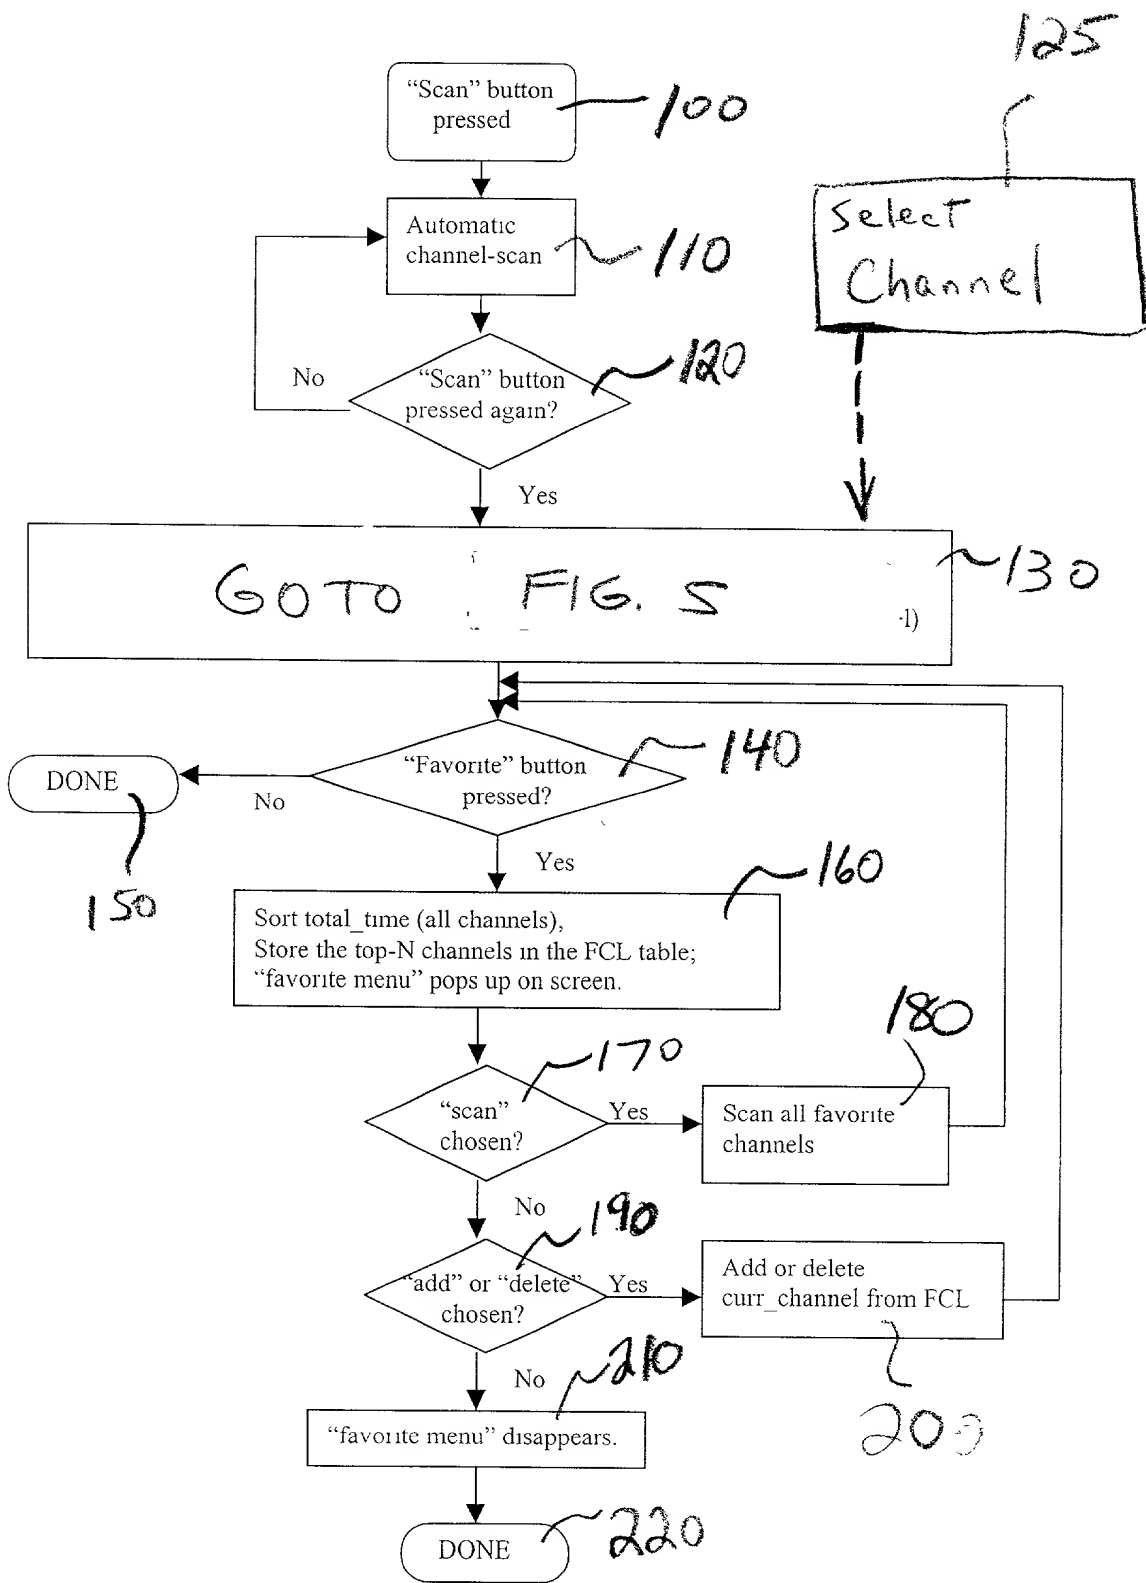 125
“Scan” button
pressed
100
Select
Channel
Automatic
channel-scan
110
“Scan” button
pressed again?
120
No
Yes
GOTO FIG. 5
·l)
130
“Favorite” button
pressed?
140
DONE
No
150
Yes
160
Sort total_time (all channels),
Store the top-N channels in the FCL table;
“favorite menu” pops up on screen.
170
180
“scan”
chosen?
Yes
Scan all favorite
channels
No
190
“add” or “delete”
chosen?
Yes
Add or delete
curr_channel from FCL
200
No
210
“favorite menu” disappears.
DONE
220